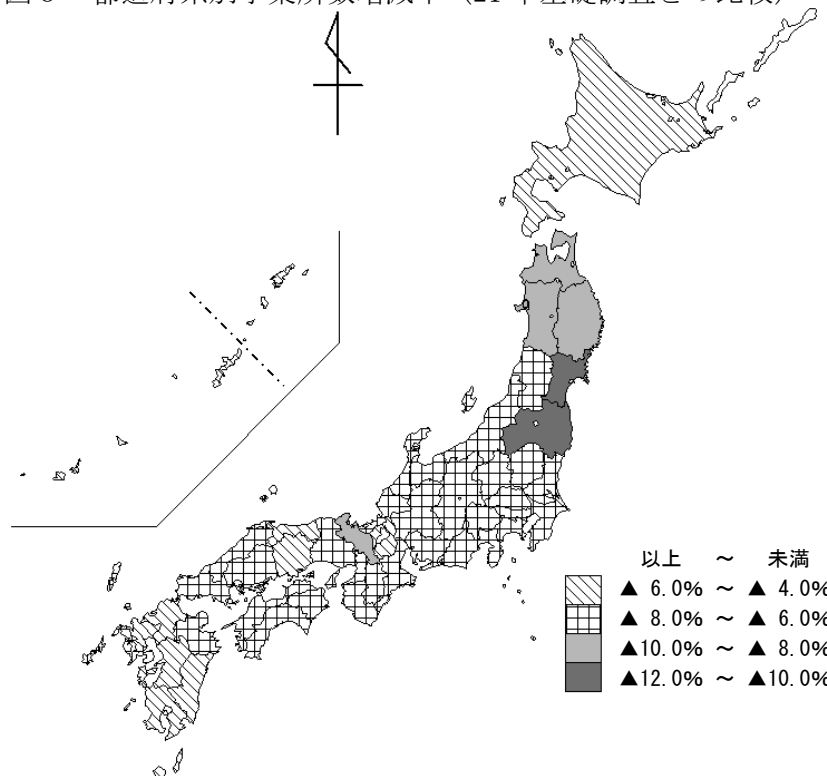 以上 ～ 未満
▲ 6.0% ～ ▲ 4.0%
▲ 8.0% ～ ▲ 6.0%
▲10.0% ～ ▲ 8.0%
▲12.0% ～ ▲10.0%